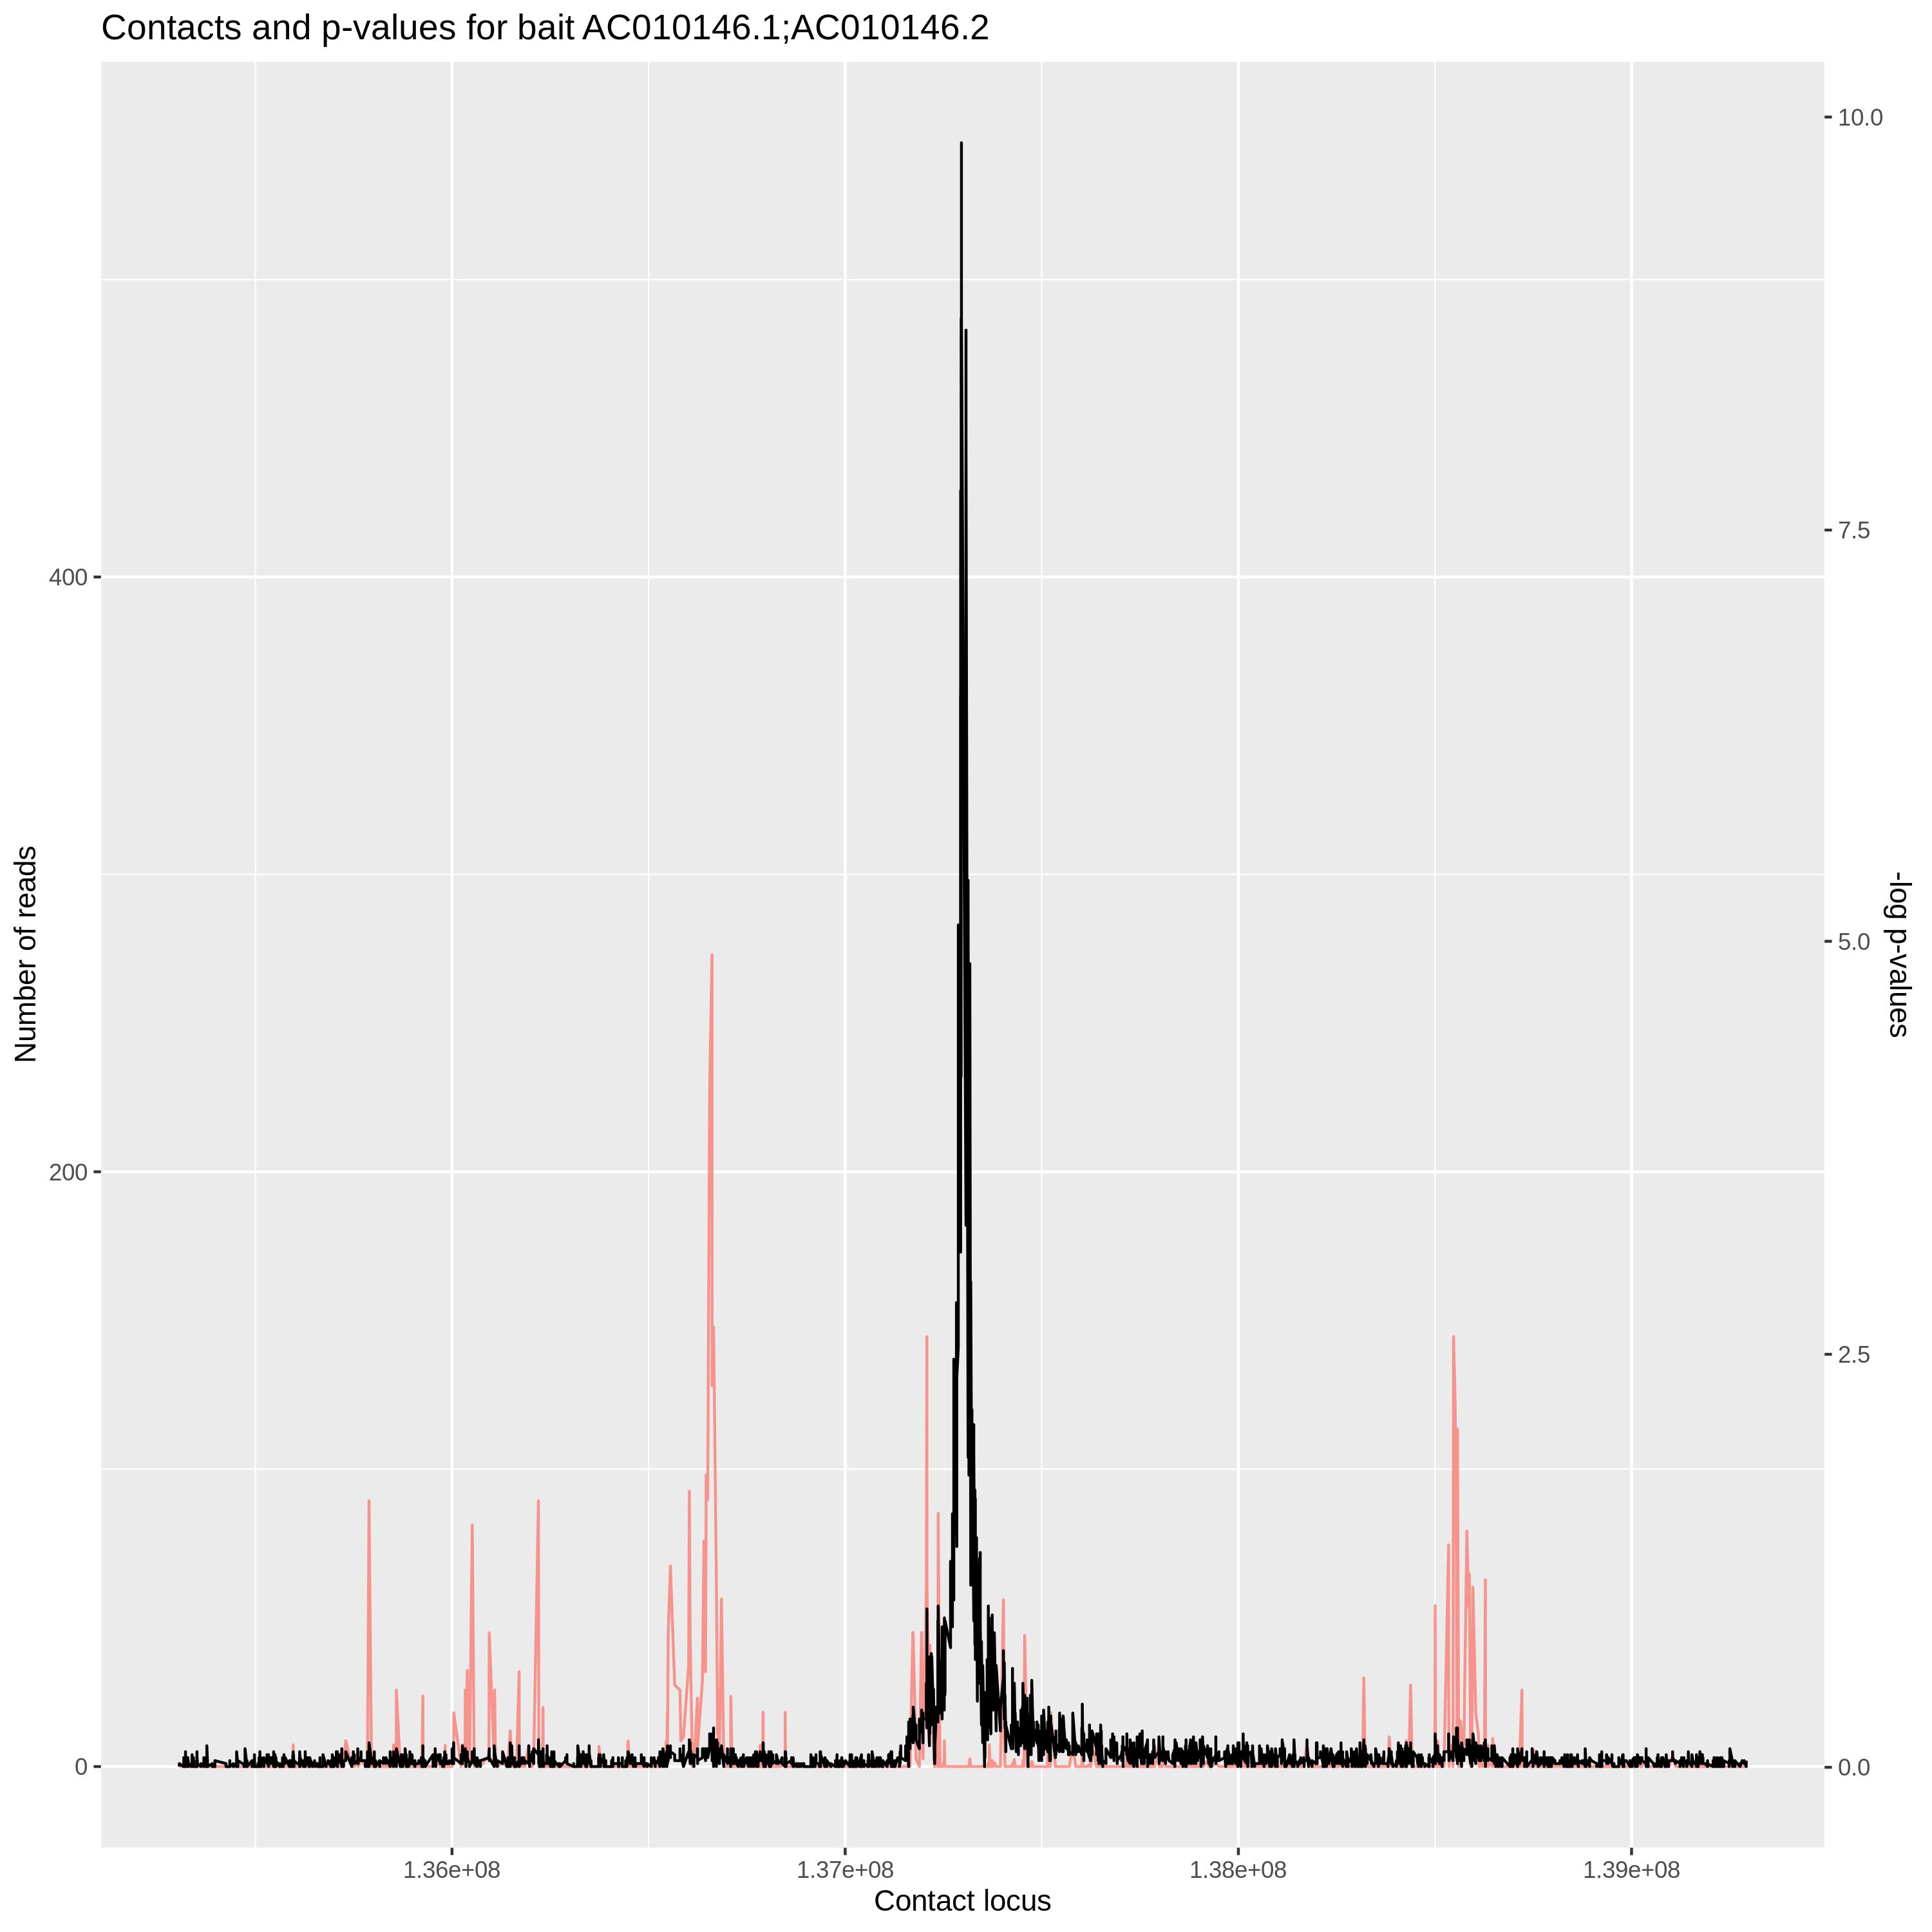 Contacts and p-values for bait AC010146.1;AC010146.2
Number of reads
400
200
0
10.0
7.5
5.0
2.5
0.0
-log p-values
1.36e+08
1.37e+08
1.38e+08
1.39e+08
Contact locus